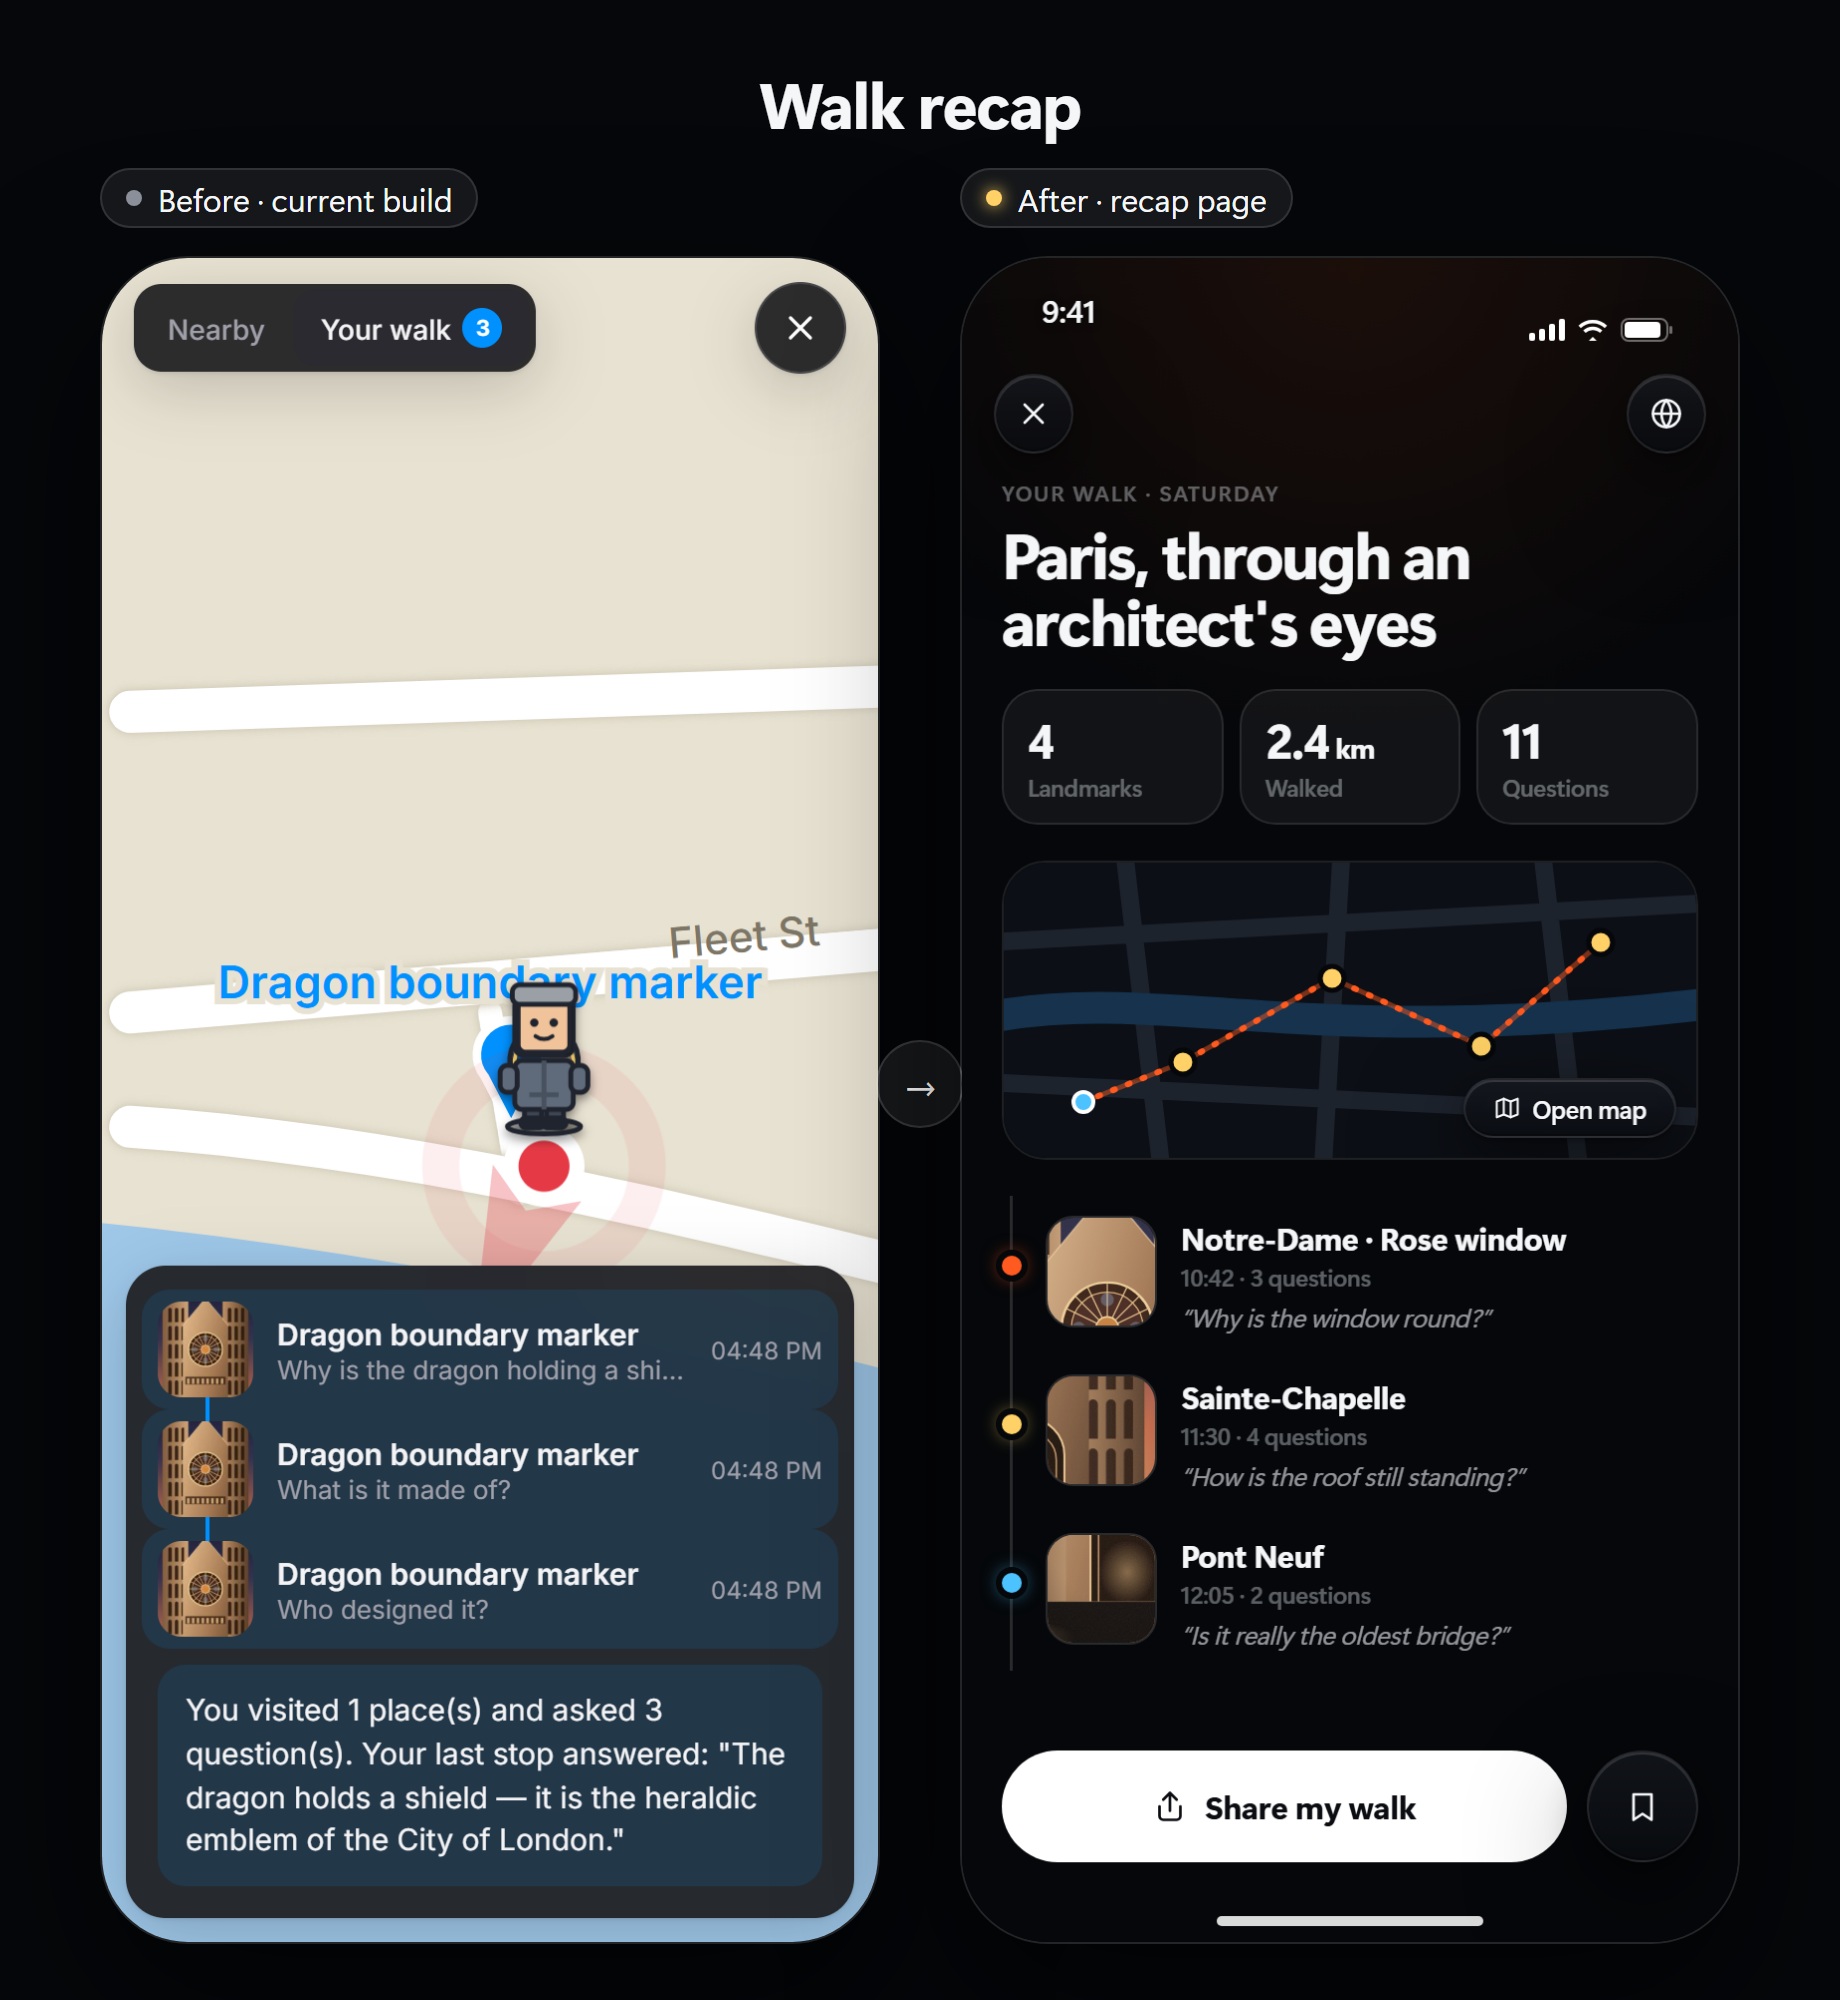 Walk recap
Before · current build
Nearby
Your walk 3
Fleet St
Dragon boundary marker
Dragon boundary marker
Why is the dragon holding a shi...
04:48 PM
Dragon boundary marker
What is it made of?
04:48 PM
Dragon boundary marker
Who designed it?
04:48 PM
You visited 1 place(s) and asked 3
question(s). Your last stop answered: "The
dragon holds a shield — it is the heraldic
emblem of the City of London."
→
After · recap page
9:41
YOUR WALK · SATURDAY
Paris, through an
architect's eyes
4
Landmarks
2.4 km
Walked
11
Questions
Open map
Notre-Dame · Rose window
10:42 · 3 questions
“Why is the window round?”
Sainte-Chapelle
11:30 · 4 questions
“How is the roof still standing?”
Pont Neuf
12:05 · 2 questions
“Is it really the oldest bridge?”
Share my walk